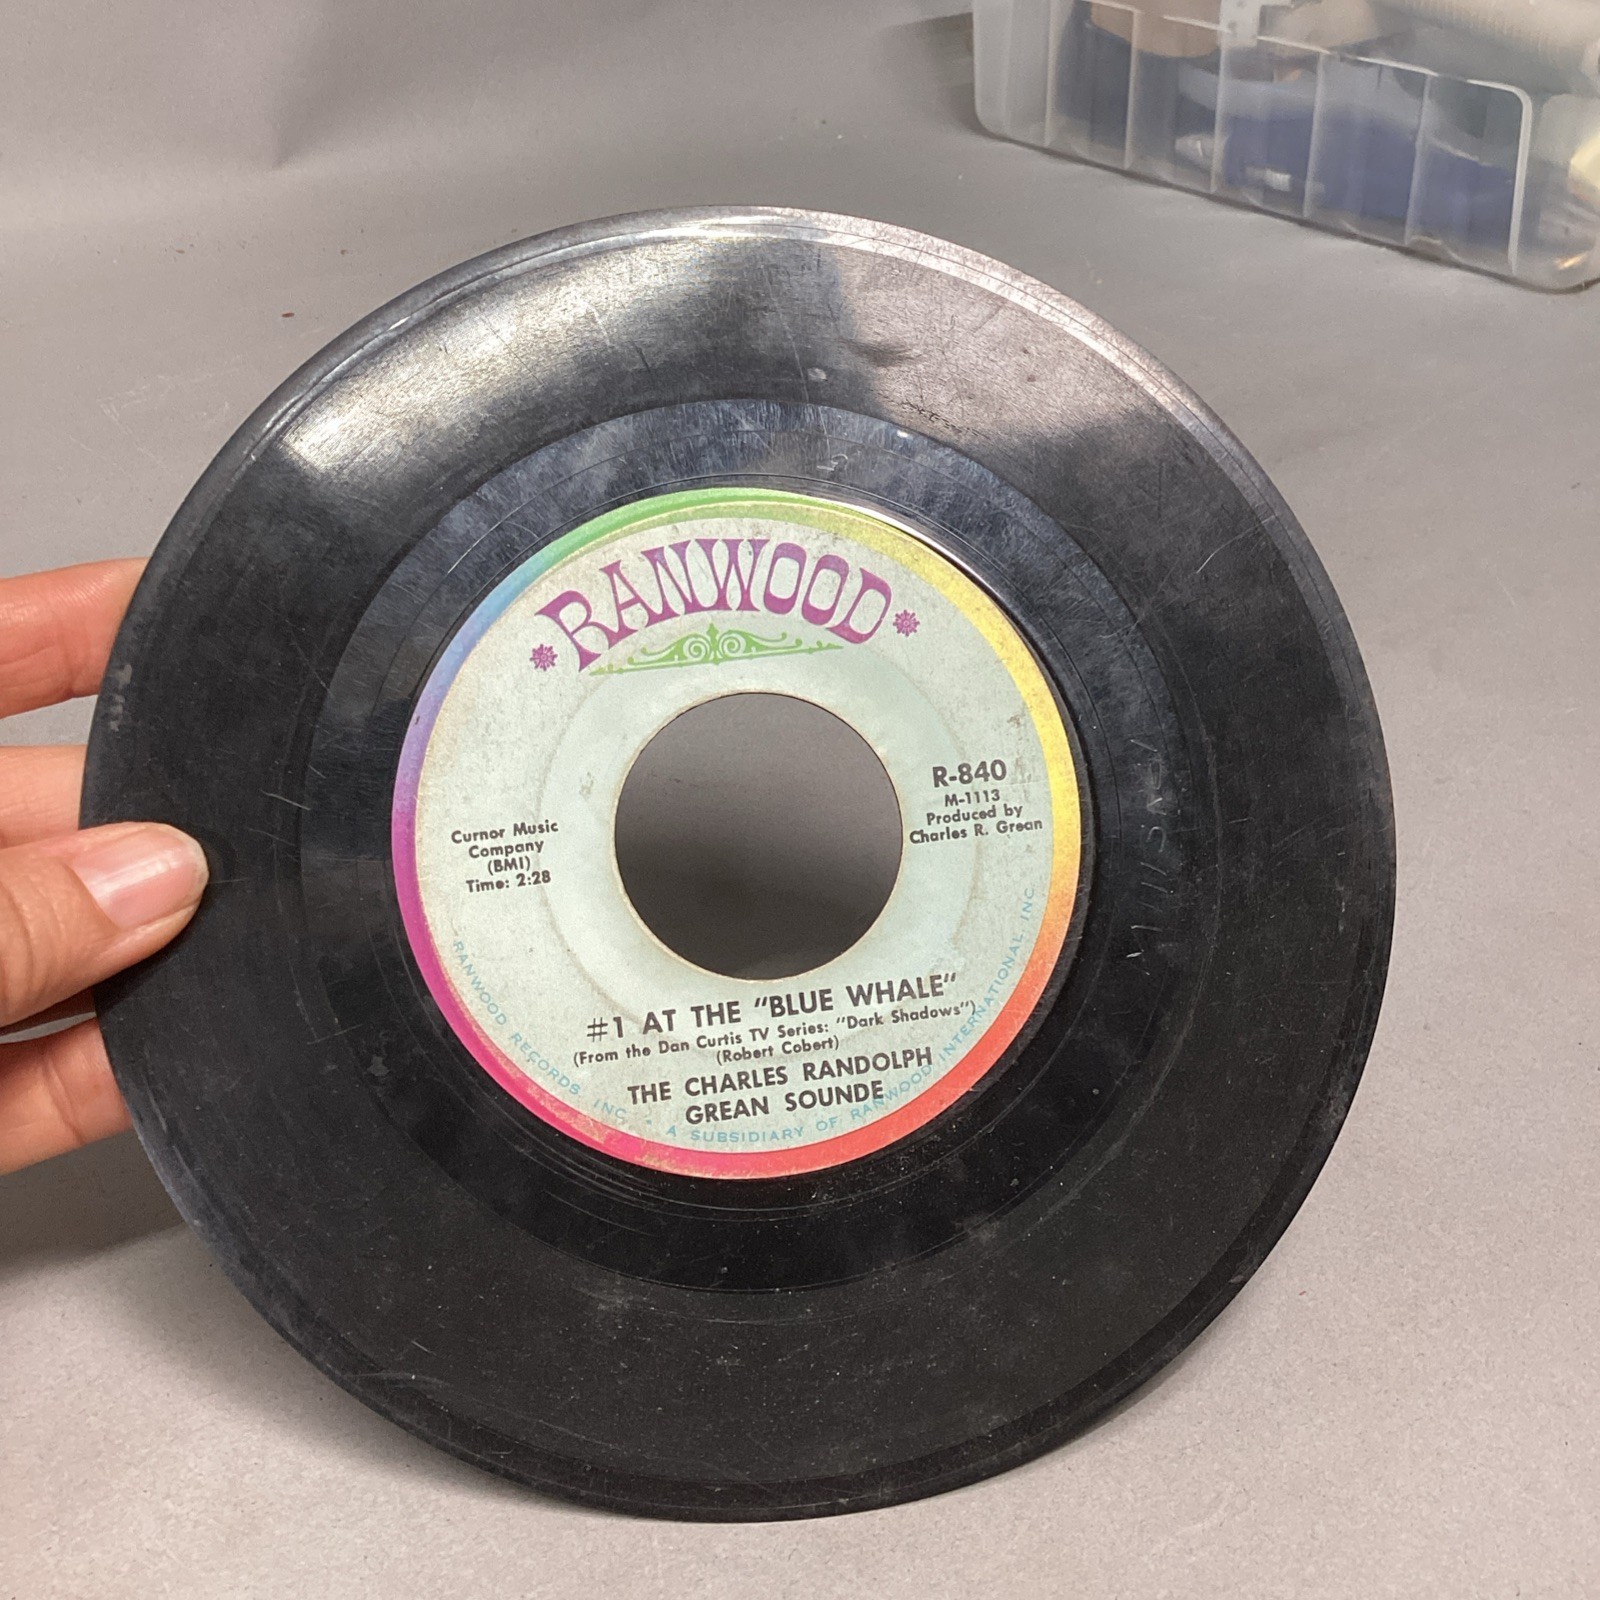 RANWOOD
R-840
M-1113
Produced by
Charles R. Grean
Curnor Music
Company
(BMI)
Time: 2:28
#1 AT THE "BLUE WHALE"
(From the Dan Curtis TV Series: "Dark Shadows")
(Robert Cobert)
THE CHARLES RANDOLPH
GREAN SOUNDE
RANWOOD RECORDS, INC. • A SUBSIDIARY OF RANWOOD INTERNATIONAL, INC.